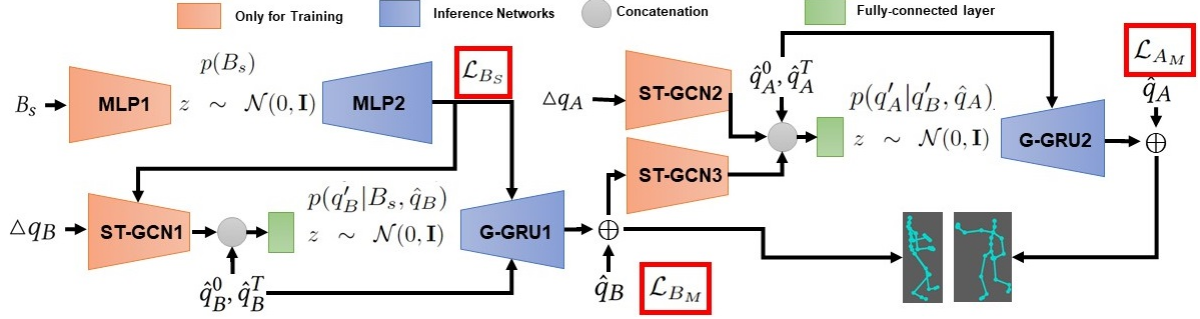 Only for Training
Inference Networks
Concatenation
Fully-connected layer
B_s
MLP1
p(B_s)
z ∼ N(0, I)
MLP2
L_{B_S}
△q_A
ST-GCN2
q̂_A^0, q̂_A^T
p(q'_A|q'_B, q̂_A)
z ∼ N(0, I)
G-GRU2
L_{A_M}
q̂_A
⊕
ST-GCN3
△q_B
ST-GCN1
p(q'_B|B_s, q̂_B)
z ∼ N(0, I)
G-GRU1
⊕
q̂_B^0, q̂_B^T
q̂_B
L_{B_M}